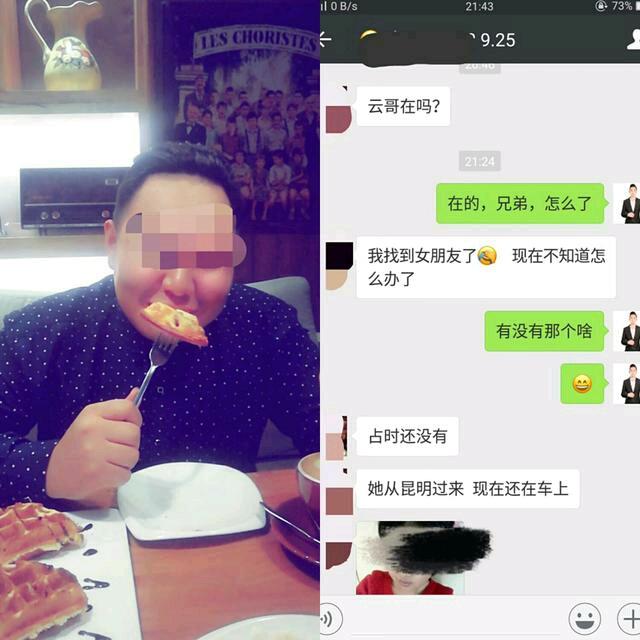 LES CHORISTES
0 B/s
21:43
73%
9.25
20:40
云哥在吗？
21:24
在的，兄弟，怎么了
我找到女朋友了 现在不知道怎
么办了
有没有那个啥
占时还没有
她从昆明过来 现在还在车上